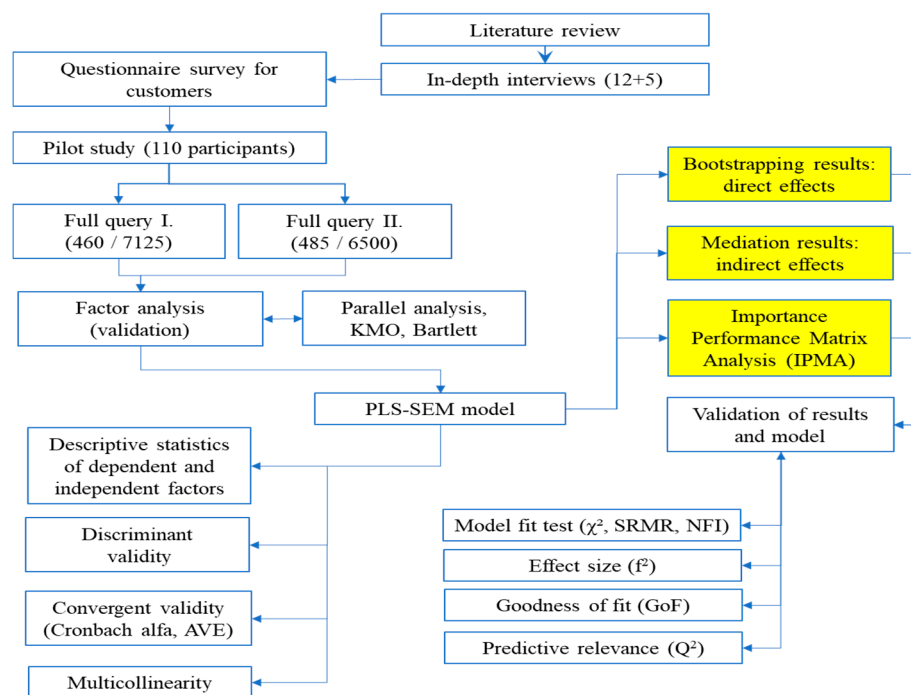 Literature review
In-depth interviews (12+5)
Questionnaire survey for
customers
Pilot study (110 participants)
Full query I.
(460 / 7125)
Full query II.
(485 / 6500)
Factor analysis
(validation)
Parallel analysis,
KMO, Bartlett
PLS-SEM model
Bootstrapping results:
direct effects
Mediation results:
indirect effects
Importance
Performance Matrix
Analysis (IPMA)
Validation of results
and model
Descriptive statistics
of dependent and
independent factors
Discriminant
validity
Convergent validity
(Cronbach alfa, AVE)
Multicollinearity
Model fit test (χ², SRMR, NFI)
Effect size (f²)
Goodness of fit (GoF)
Predictive relevance (Q²)